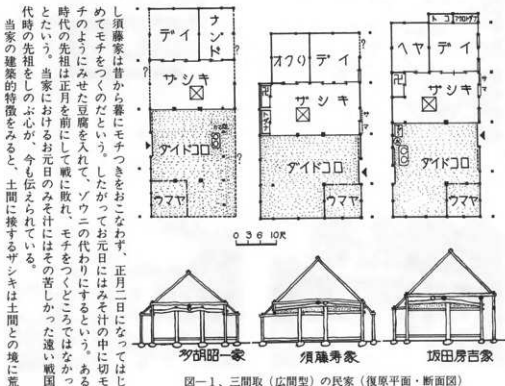 し須藤家は昔から暮にモチつきをおこなわず、正月二日になってはじ
めてモチをつくのだという。したがってお元日にはみそ汁の中に切モ
チのようにみせた豆腐を入れて、ゾウニの代わりにするという。ある
時代の先祖は正月を前にして戦に敗れ、モチをつくどころではなかっ
たという。当家におけるお元日のみそ汁にはその苦しかった遠い戦国
時代の先祖をしのぶ心が、今も伝えられている。
当家の建築的特徴をみると、土間に接するザシキは土間との境に荒
デイ
ナンド
ザシキ
ダイドコロ
ウマヤ
?
?
?
オクリ
デイ
ザシキ
ダイドコロ
ウマヤ
?
ヘヤ
デイ
ザシキ
ダイドコロ
ウマヤ
トコ
0 3 6 10尺
多胡昭一家
須藤寿家
坂田房吉家
図−1、三間取(広間型)の民家(復原平面・断面図)